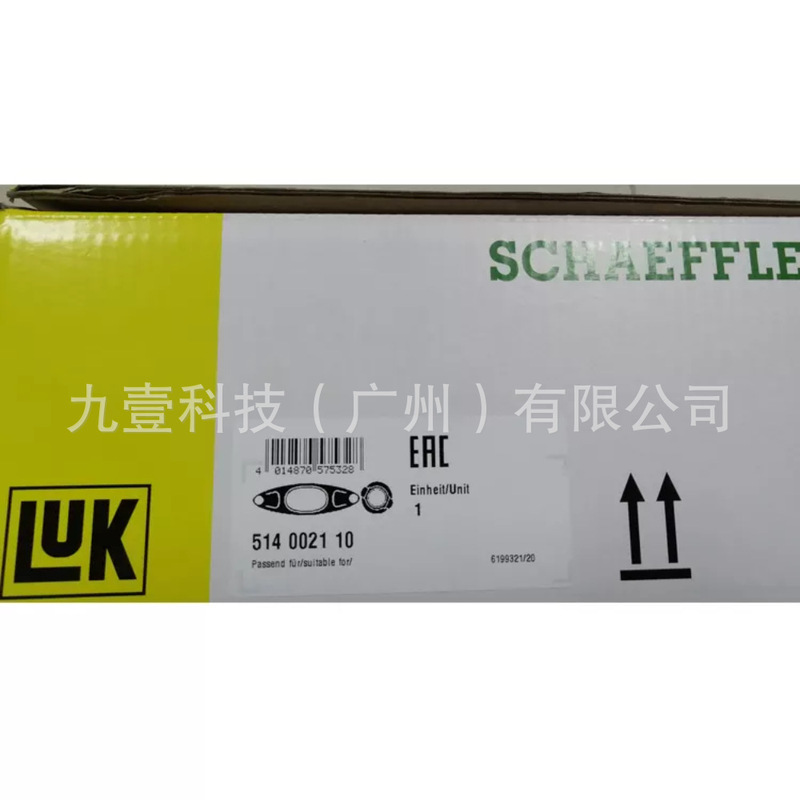 SCHAEFFLE
九壹科技（广州）有限公司
4 014870 575328
EAC
Einheit/Unit
1
LUK
514 0021 10
Passend für/suitable for/
6199321/20